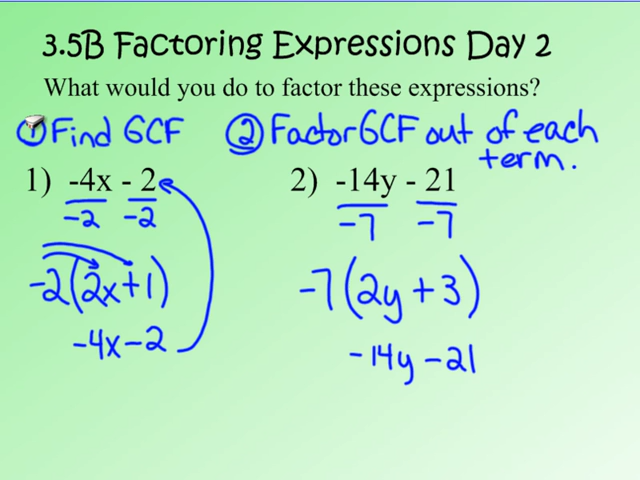 3.5B Factoring Expressions Day 2
What would you do to factor these expressions?
① Find GCF
② Factor GCF out of each
term.
1) -4x - 2
-2 -2
-2(2x+1)
-4x-2
2) -14y - 21
-7 -7
-7(2y+3)
-14y-21